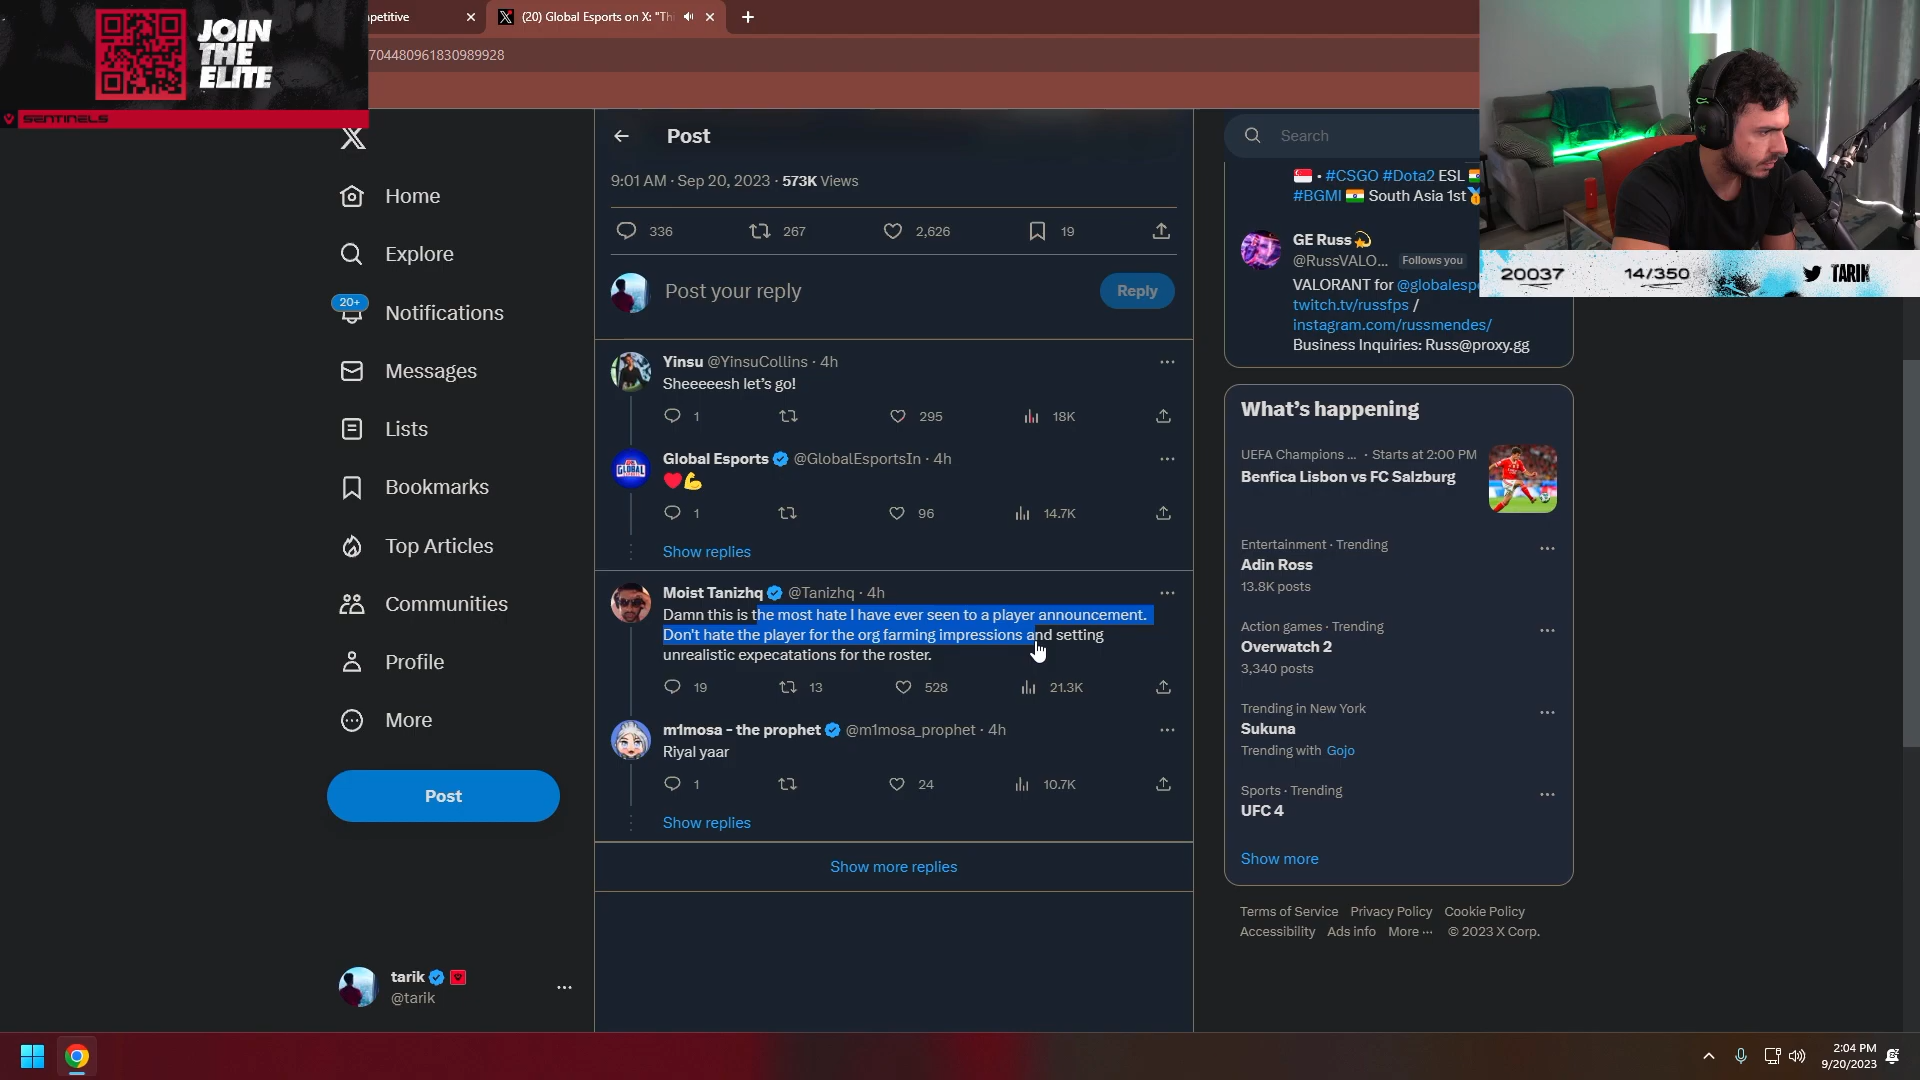 JOIN
THE
ELITE
SENTINELS
npetitive
(20) Global Esports on X: "Thi
704480961830989928
Post
Search
9:01 AM · Sep 20, 2023 · 573K Views
336 267 2,626 19
Post your reply
Reply
Home
Explore
20+
Notifications
Messages
Lists
Bookmarks
Top Articles
Communities
Profile
More
Post
tarik
@tarik
Yinsu @YinsuCollins · 4h
Sheeeeesh let's go!
1 295 18K
Global Esports @GlobalEsportsIn · 4h
❤️💪
1 96 14.7K
Show replies
Moist Tanizhq @Tanizhq · 4h
Damn this is the most hate I have ever seen to a player announcement.
Don't hate the player for the org farming impressions and setting
unrealistic expecatations for the roster.
19 13 528 21.3K
m1mosa - the prophet @m1mosa_prophet · 4h
Riyal yaar
1 24 10.7K
Show replies
Show more replies
🇸🇬 • #CSGO #Dota2 ESL
#BGMI 🇮🇳 South Asia 1st🥇
GE Russ💫
@RussVALO... Follows you
VALORANT for @globalesp
twitch.tv/russfps /
instagram.com/russmendes/
Business Inquiries: Russ@proxy.gg
20037 14/350 TARIK
What's happening
UEFA Champions ... · Starts at 2:00 PM
Benfica Lisbon vs FC Salzburg
Entertainment · Trending
Adin Ross
13.8K posts
Action games · Trending
Overwatch 2
3,340 posts
Trending in New York
Sukuna
Trending with Gojo
Sports · Trending
UFC 4
Show more
Terms of Service Privacy Policy Cookie Policy
Accessibility Ads info More ··· © 2023 X Corp.
2:04 PM
9/20/2023